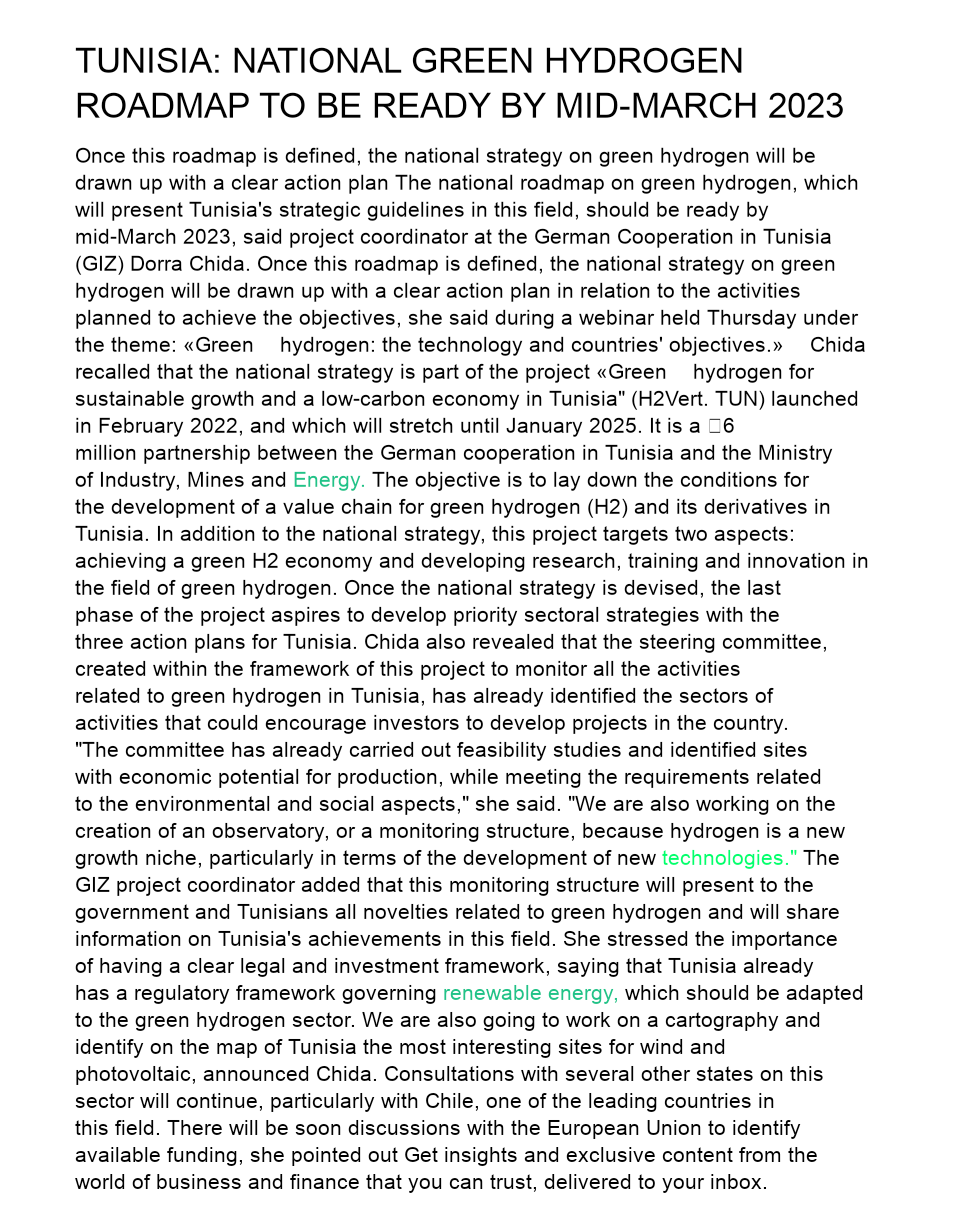 TUNISIA: NATIONAL GREEN HYDROGEN
ROADMAP TO BE READY BY MID-MARCH 2023
Once this roadmap is defined, the national strategy on green hydrogen will be
drawn up with a clear action plan The national roadmap on green hydrogen, which
will present Tunisia's strategic guidelines in this field, should be ready by
mid-March 2023, said project coordinator at the German Cooperation in Tunisia
(GIZ) Dorra Chida. Once this roadmap is defined, the national strategy on green
hydrogen will be drawn up with a clear action plan in relation to the activities
planned to achieve the objectives, she said during a webinar held Thursday under
the theme: «Green hydrogen: the technology and countries' objectives.» Chida
recalled that the national strategy is part of the project «Green hydrogen for
sustainable growth and a low-carbon economy in Tunisia" (H2Vert. TUN) launched
in February 2022, and which will stretch until January 2025. It is a □6
million partnership between the German cooperation in Tunisia and the Ministry
of Industry, Mines and Energy. The objective is to lay down the conditions for
the development of a value chain for green hydrogen (H2) and its derivatives in
Tunisia. In addition to the national strategy, this project targets two aspects:
achieving a green H2 economy and developing research, training and innovation in
the field of green hydrogen. Once the national strategy is devised, the last
phase of the project aspires to develop priority sectoral strategies with the
three action plans for Tunisia. Chida also revealed that the steering committee,
created within the framework of this project to monitor all the activities
related to green hydrogen in Tunisia, has already identified the sectors of
activities that could encourage investors to develop projects in the country.
"The committee has already carried out feasibility studies and identified sites
with economic potential for production, while meeting the requirements related
to the environmental and social aspects," she said. "We are also working on the
creation of an observatory, or a monitoring structure, because hydrogen is a new
growth niche, particularly in terms of the development of new technologies." The
GIZ project coordinator added that this monitoring structure will present to the
government and Tunisians all novelties related to green hydrogen and will share
information on Tunisia's achievements in this field. She stressed the importance
of having a clear legal and investment framework, saying that Tunisia already
has a regulatory framework governing renewable energy, which should be adapted
to the green hydrogen sector. We are also going to work on a cartography and
identify on the map of Tunisia the most interesting sites for wind and
photovoltaic, announced Chida. Consultations with several other states on this
sector will continue, particularly with Chile, one of the leading countries in
this field. There will be soon discussions with the European Union to identify
available funding, she pointed out Get insights and exclusive content from the
world of business and finance that you can trust, delivered to your inbox.